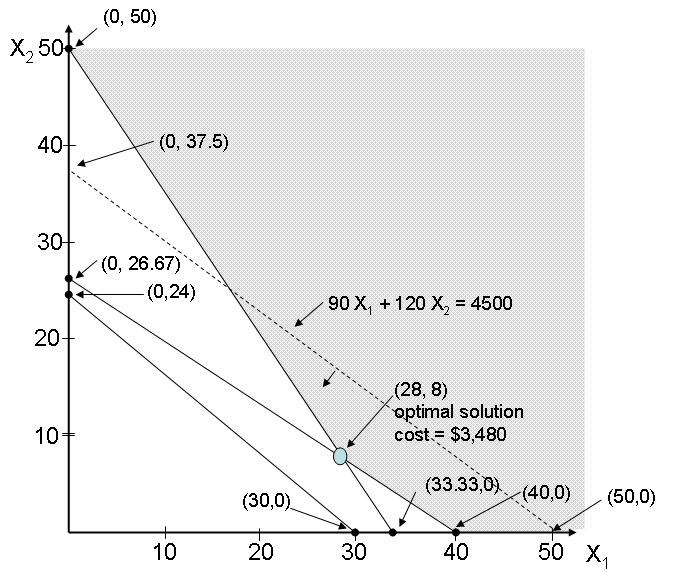 (0, 50)
X2 50
(0, 37.5)
40
30
(0, 26.67)
(0,24)
90 X1 + 120 X2 = 4500
20
(28, 8)
optimal solution
cost = $3,480
10
(33.33,0)
(40,0)
(50,0)
(30,0)
10 20 30 40 50 X1